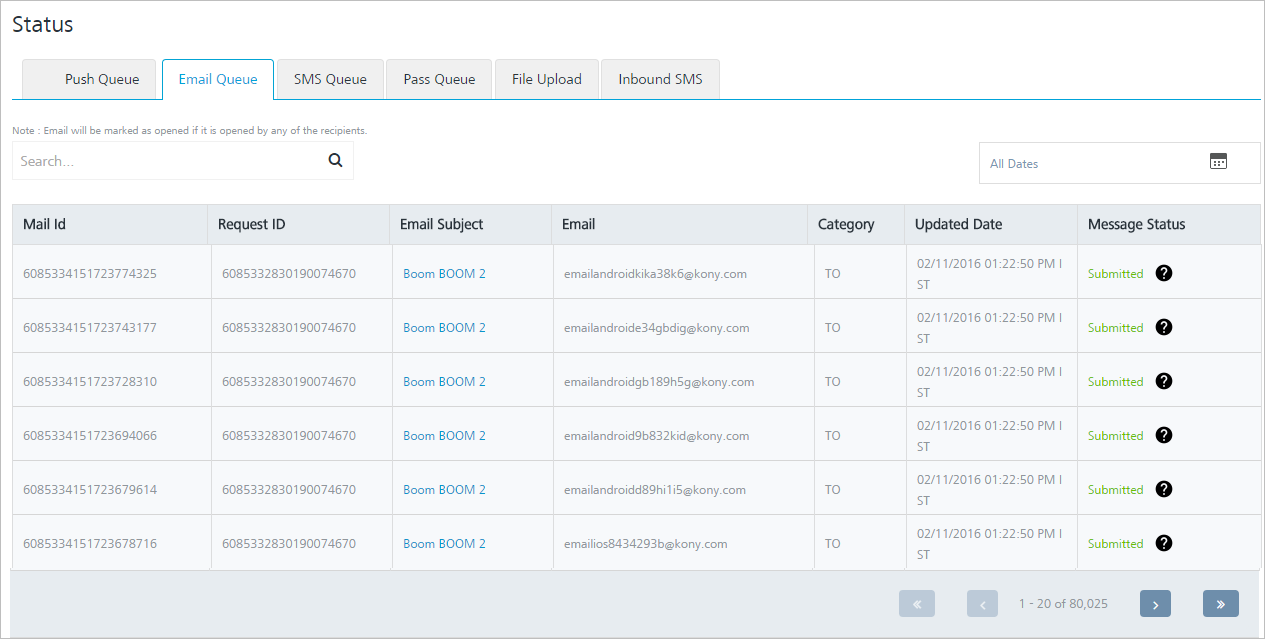 Status
Push Queue Email Queue SMS Queue Pass Queue File Upload Inbound SMS
Note : Email will be marked as opened if it is opened by any of the recipients.
Search...
All Dates
Mail Id Request ID Email Subject Email Category Updated Date Message Status
6085334151723774325 6085332830190074670 Boom BOOM 2 emailandroidkika38k6@kony.com TO 02/11/2016 01:22:50 PM I
ST
Submitted ?
6085334151723743177 6085332830190074670 Boom BOOM 2 emailandroide34gbdig@kony.com TO 02/11/2016 01:22:50 PM I
ST
Submitted ?
6085334151723728310 6085332830190074670 Boom BOOM 2 emailandroidgb189h5g@kony.com TO 02/11/2016 01:22:50 PM I
ST
Submitted ?
6085334151723694066 6085332830190074670 Boom BOOM 2 emailandroid9b832kid@kony.com TO 02/11/2016 01:22:50 PM I
ST
Submitted ?
6085334151723679614 6085332830190074670 Boom BOOM 2 emailandroidd89hi1i5@kony.com TO 02/11/2016 01:22:50 PM I
ST
Submitted ?
6085334151723678716 6085332830190074670 Boom BOOM 2 emailios8434293b@kony.com TO 02/11/2016 01:22:50 PM I
ST
Submitted ?
« ‹ 1 - 20 of 80,025 › »